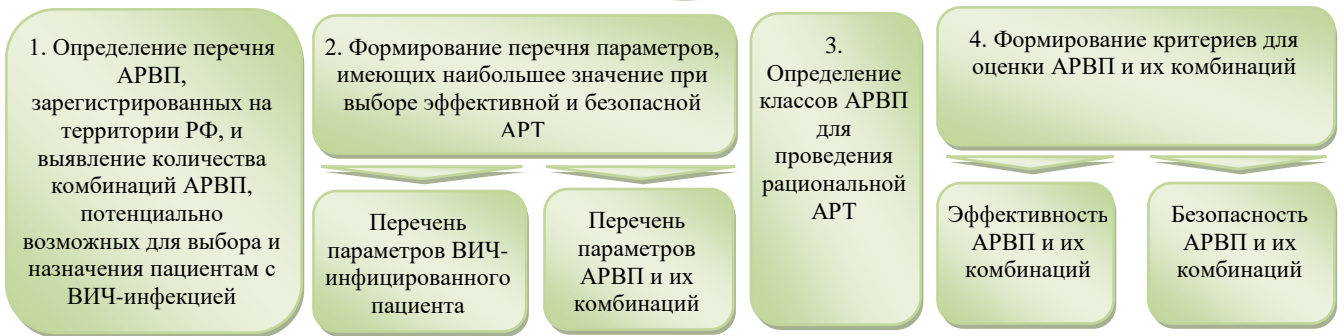 1. Определение перечня
АРВП,
зарегистрированных на
территории РФ, и
выявление количества
комбинаций АРВП,
потенциально
возможных для выбора и
назначения пациентам с
ВИЧ-инфекцией
2. Формирование перечня параметров,
имеющих наибольшее значение при
выборе эффективной и безопасной
АРТ
Перечень
параметров ВИЧ-
инфицированного
пациента
Перечень
параметров
АРВП и их
комбинаций
3.
Определение
классов АРВП
для
проведения
рациональной
АРТ
4. Формирование критериев для
оценки АРВП и их комбинаций
Эффективность
АРВП и их
комбинаций
Безопасность
АРВП и их
комбинаций